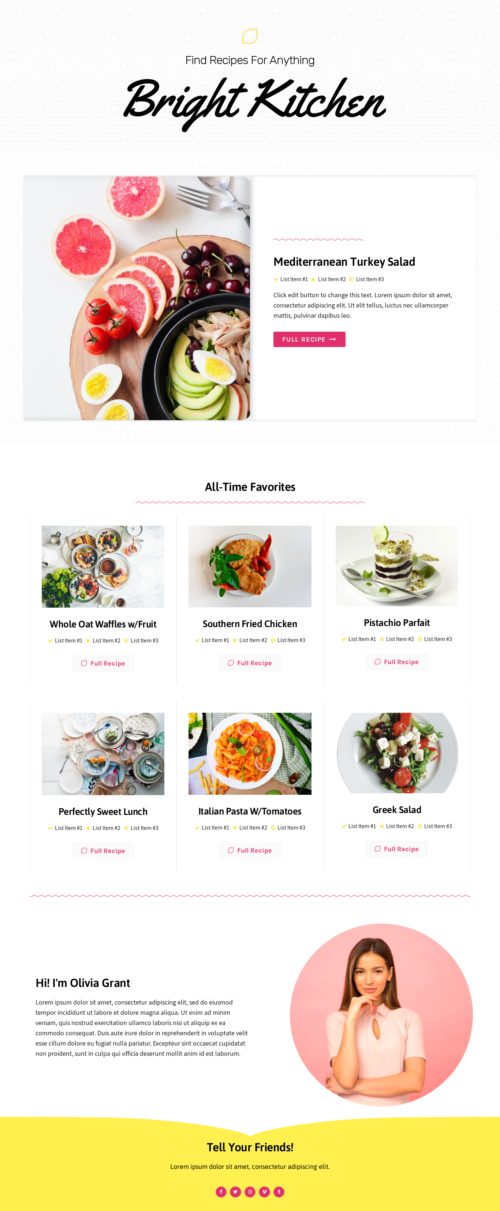 Find Recipes For Anything
Bright Kitchen
Mediterranean Turkey Salad
List Item #1 List Item #2 List Item #3
Click edit button to change this text. Lorem ipsum dolor sit amet,
consectetur adipiscing elit. Ut elit tellus, luctus nec ullamcorper
mattis, pulvinar dapibus leo.
FULL RECIPE
All-Time Favorites
Whole Oat Waffles w/Fruit
List Item #1 List Item #2 List Item #3
Full Recipe
Southern Fried Chicken
List Item #1 List Item #2 List Item #3
Full Recipe
Pistachio Parfait
List Item #1 List Item #2 List Item #3
Full Recipe
Perfectly Sweet Lunch
List Item #1 List Item #2 List Item #3
Full Recipe
Italian Pasta W/Tomatoes
List Item #1 List Item #2 List Item #3
Full Recipe
Greek Salad
List Item #1 List Item #2 List Item #3
Full Recipe
Hi! I'm Olivia Grant
Lorem ipsum dolor sit amet, consectetur adipiscing elit, sed do eiusmod
tempor incididunt ut labore et dolore magna aliqua. Ut enim ad minim
veniam, quis nostrud exercitation ullamco laboris nisi ut aliquip ex ea
commodo consequat. Duis aute irure dolor in reprehenderit in voluptate velit
esse cillum dolore eu fugiat nulla pariatur. Excepteur sint occaecat cupidatat
non proident, sunt in culpa qui officia deserunt mollit anim id est laborum.
Tell Your Friends!
Lorem ipsum dolor sit amet, consectetur adipiscing elit.